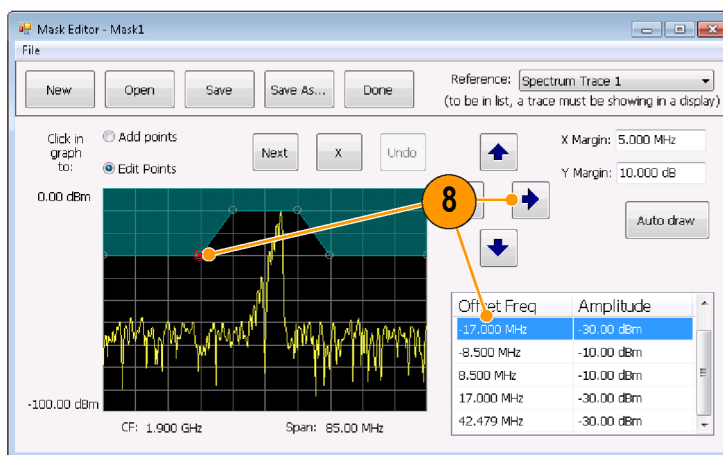 Mask Editor - Mask1
File
New Open Save Save As... Done
Reference: Spectrum Trace 1
(to be in list, a trace must be showing in a display)
Click in graph to:
Add points
Edit Points
Next X Undo
X Margin: 5.000 MHz
Y Margin: 10.000 dB
Auto draw
8
0.00 dBm
-100.00 dBm
CF: 1.900 GHz Span: 85.00 MHz
Offset Freq Amplitude
-17.000 MHz -30.00 dBm
-8.500 MHz -10.00 dBm
8.500 MHz -10.00 dBm
17.000 MHz -30.00 dBm
42.479 MHz -30.00 dBm